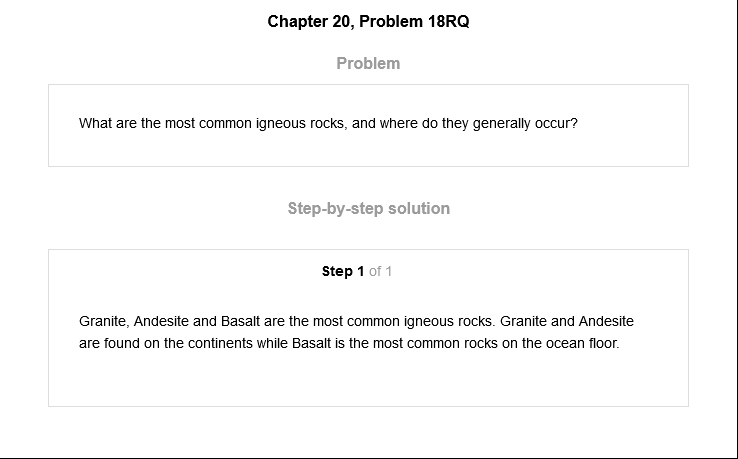 Chapter 20, Problem 18RQ
Problem
What are the most common igneous rocks, and where do they generally occur?
Step-by-step solution
Step 1 of 1
Granite, Andesite and Basalt are the most common igneous rocks. Granite and Andesite
are found on the continents while Basalt is the most common rocks on the ocean floor.